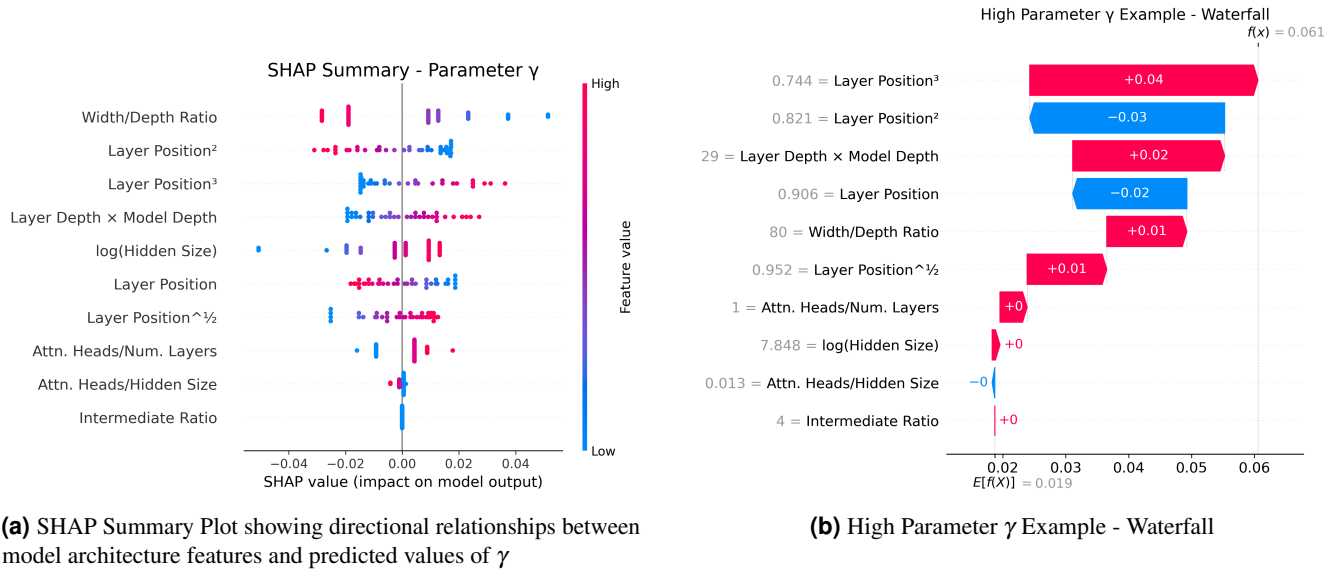 SHAP Summary - Parameter γ
High
Width/Depth Ratio
Layer Position²
Layer Position³
Layer Depth × Model Depth
log(Hidden Size)
Layer Position
Layer Position^½
Attn. Heads/Num. Layers
Attn. Heads/Hidden Size
Intermediate Ratio
Feature value
Low
−0.04 −0.02 0.00 0.02 0.04
SHAP value (impact on model output)
(a) SHAP Summary Plot showing directional relationships between
model architecture features and predicted values of γ
High Parameter γ Example - Waterfall
f(x) = 0.061
0.744 = Layer Position³ +0.04
0.821 = Layer Position² −0.03
29 = Layer Depth × Model Depth +0.02
0.906 = Layer Position −0.02
80 = Width/Depth Ratio +0.01
0.952 = Layer Position^½ +0.01
1 = Attn. Heads/Num. Layers +0
7.848 = log(Hidden Size) +0
0.013 = Attn. Heads/Hidden Size −0
4 = Intermediate Ratio +0
0.02 0.03 0.04 0.05 0.06
E[f(X)] = 0.019
(b) High Parameter γ Example - Waterfall